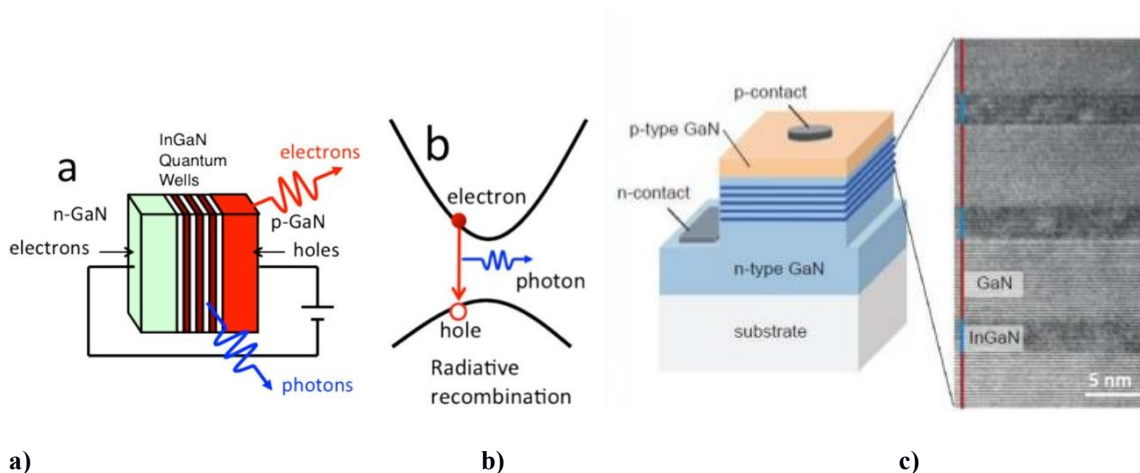 a
InGaN
Quantum
Wells
electrons
n-GaN
p-GaN
electrons
holes
photons
b
electron
photon
hole
Radiative
recombination
p-contact
p-type GaN
n-contact
n-type GaN
substrate
GaN
InGaN
5 nm
a)
b)
c)